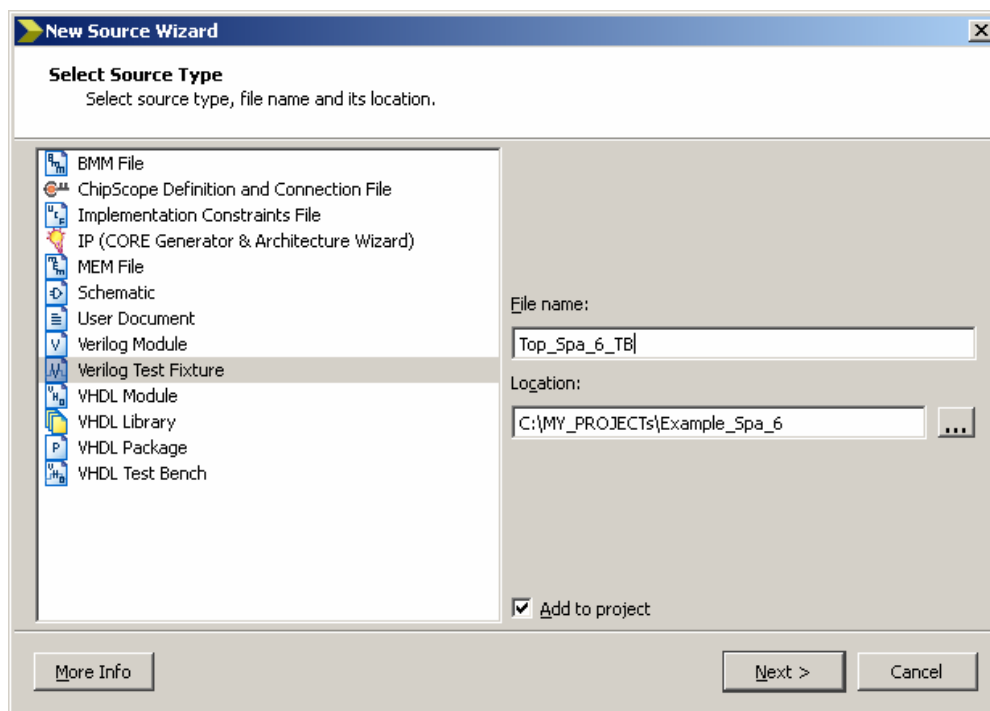 New Source Wizard
Select Source Type
Select source type, file name and its location.
BMM File
ChipScope Definition and Connection File
Implementation Constraints File
IP (CORE Generator & Architecture Wizard)
MEM File
Schematic
User Document
Verilog Module
Verilog Test Fixture
VHDL Module
VHDL Library
VHDL Package
VHDL Test Bench
File name:
Top_Spa_6_TB
Location:
C:\MY_PROJECTs\Example_Spa_6
...
Add to project
More Info
Next >
Cancel